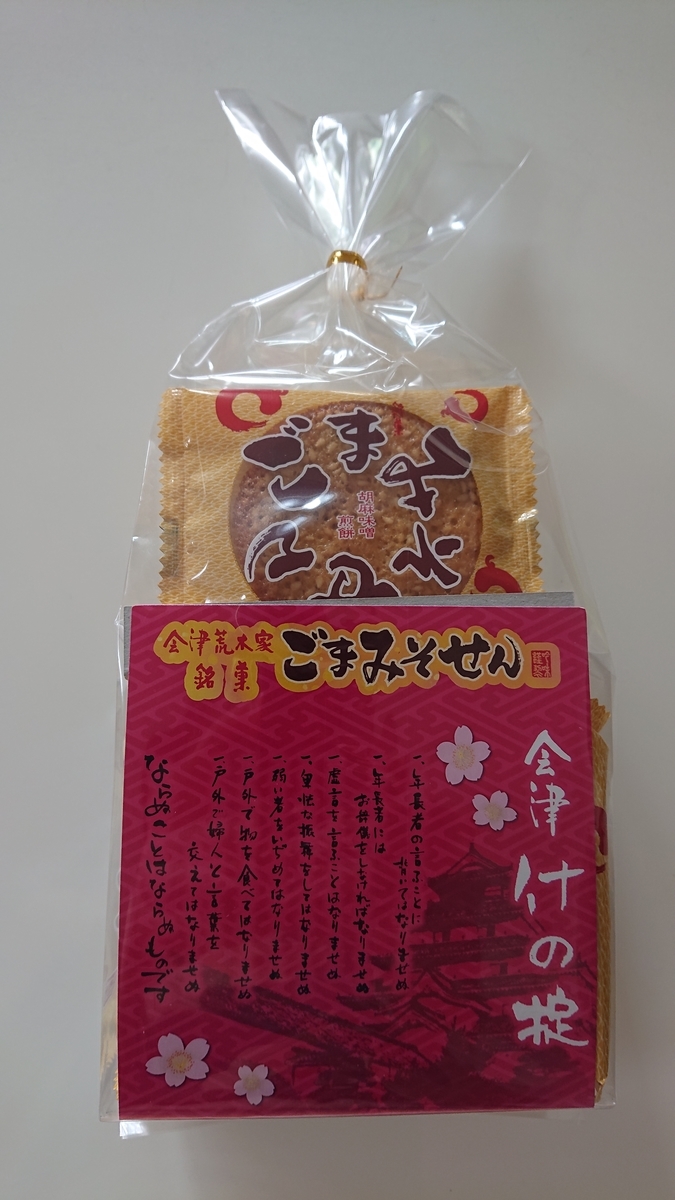 ごまみそせん
胡麻味噌
煎餅
会津荒木家
銘菓
ごまみそせん
会津什の掟
一、年長者の言ふことに
背いてはなりませぬ
一、年長者には
お辞儀をしなければなりませぬ
一、虚言を言ふことはなりませぬ
一、卑怯な振舞をしてはなりませぬ
一、弱い者をいぢめてはなりませぬ
一、戸外で物を食べてはなりませぬ
一、戸外で婦人と言葉を
交えてはなりませぬ
ならぬことはならぬものです